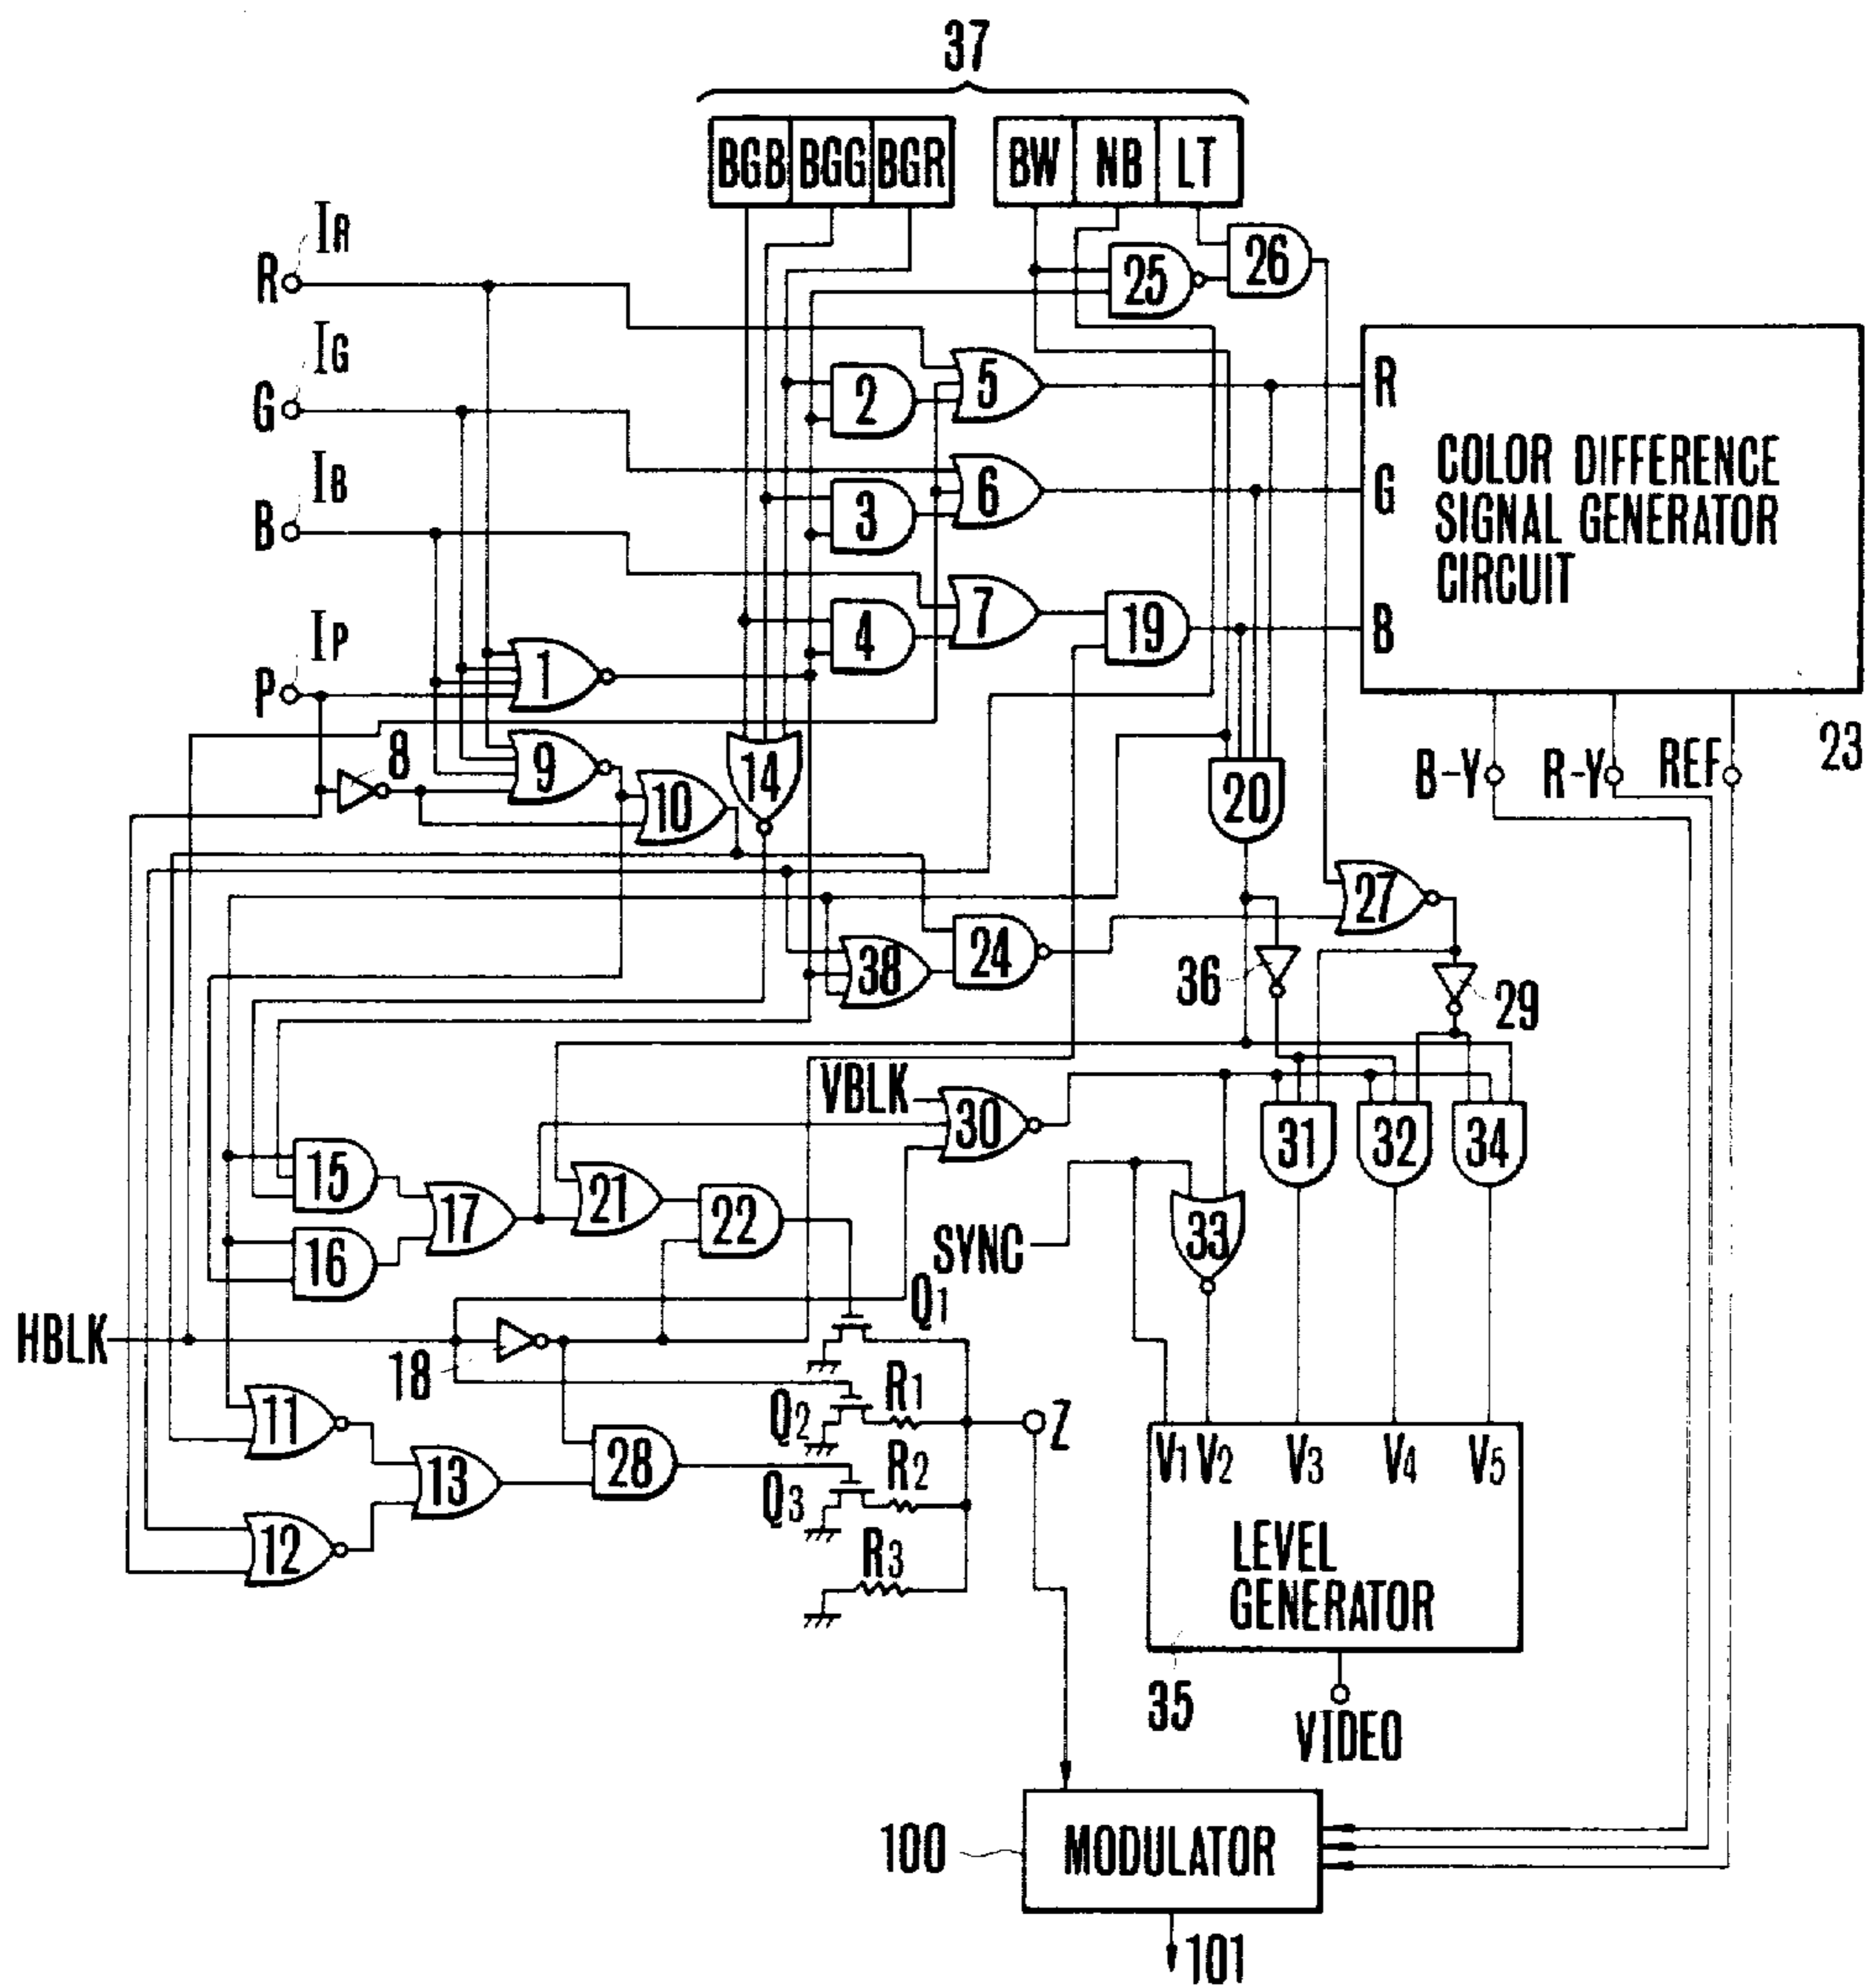 37
BGB BGG BGR BW NB LT
IR
R
IG
G
IB
B
IP
P
25 26
2 5
3 6
4 7 19
1
8
9
10
14
20
R
G
B
COLOR DIFFERENCE
SIGNAL GENERATOR
CIRCUIT
23
B-Y R-Y REF
27
38 24
36 29
VBLK 30
31 32 34
15
16
17
21
22
SYNC 33
HBLK
18
Q1
Q2 R1
Q3 R2
R3
Z
11
12
13
28
V1 V2 V3 V4 V5
LEVEL
GENERATOR
35
VIDEO
100 MODULATOR
101